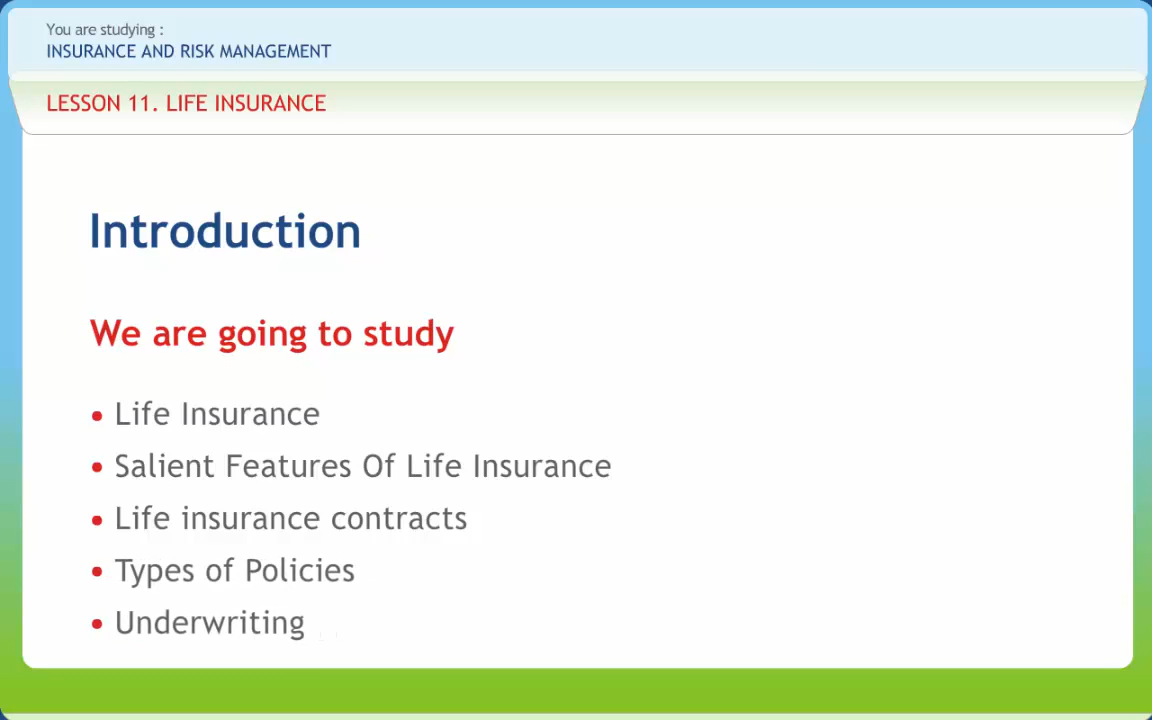 You are studying :
INSURANCE AND RISK MANAGEMENT
LESSON 11. LIFE INSURANCE
Introduction
We are going to study
• Life Insurance
• Salient Features Of Life Insurance
• Life insurance contracts
• Types of Policies
• Underwriting